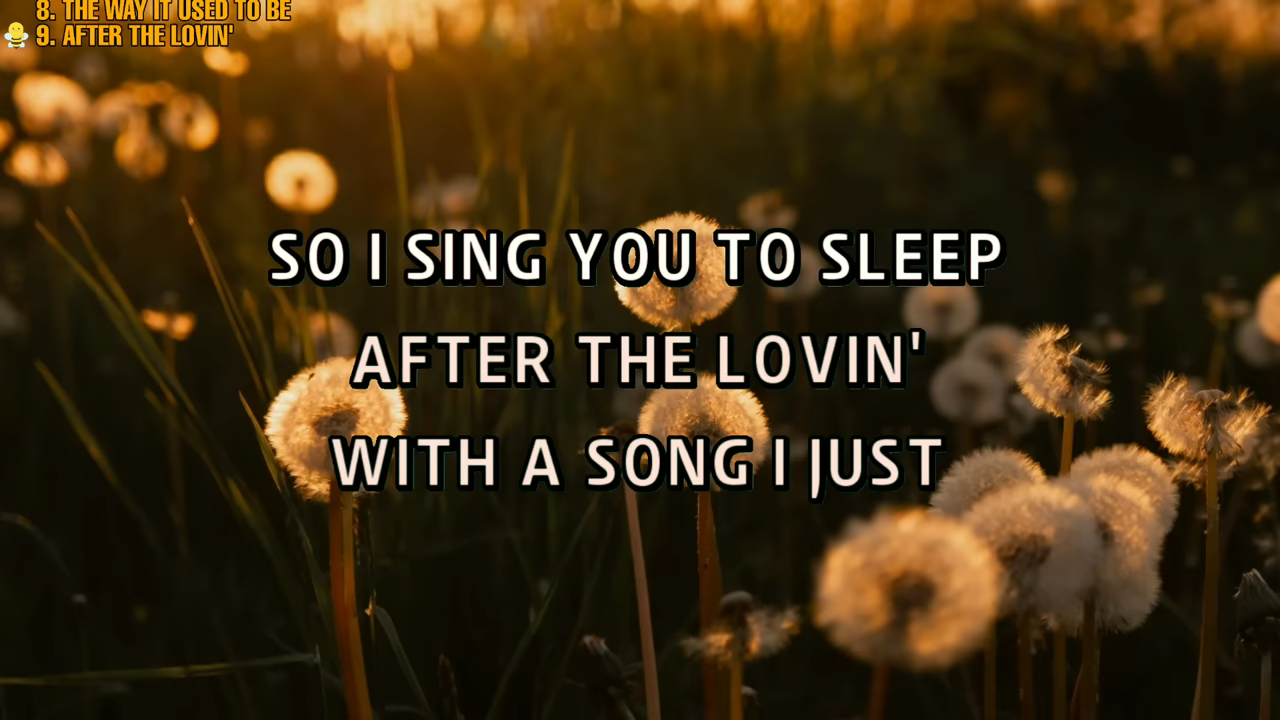 8. THE WAY IT USED TO BE
9. AFTER THE LOVIN'
SO I SING YOU TO SLEEP
AFTER THE LOVIN'
WITH A SONG I JUST